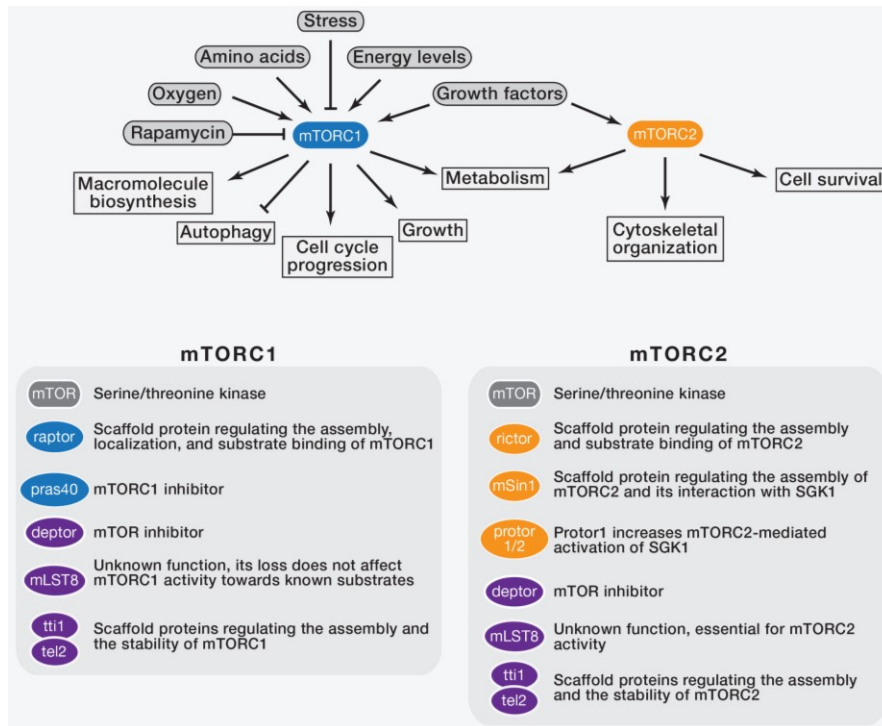 Stress
Amino acids
Energy levels
Oxygen
Growth factors
Rapamycin
mTORC1
mTORC2
Macromolecule
biosynthesis
Metabolism
Cell survival
Autophagy
Growth
Cell cycle
progression
Cytoskeletal
organization
mTORC1
mTOR
Serine/threonine kinase
raptor
Scaffold protein regulating the assembly,
localization, and substrate binding of mTORC1
pras40
mTORC1 inhibitor
deptor
mTOR inhibitor
mLST8
Unknown function, its loss does not affect
mTORC1 activity towards known substrates
tti1
tel2
Scaffold proteins regulating the assembly and
the stability of mTORC1
mTORC2
mTOR
Serine/threonine kinase
rictor
Scaffold protein regulating the assembly
and substrate binding of mTORC2
mSin1
Scaffold protein regulating the assembly of
mTORC2 and its interaction with SGK1
protor
1/2
Protor1 increases mTORC2-mediated
activation of SGK1
deptor
mTOR inhibitor
mLST8
Unknown function, essential for mTORC2
activity
tti1
tel2
Scaffold proteins regulating the assembly
and the stability of mTORC2